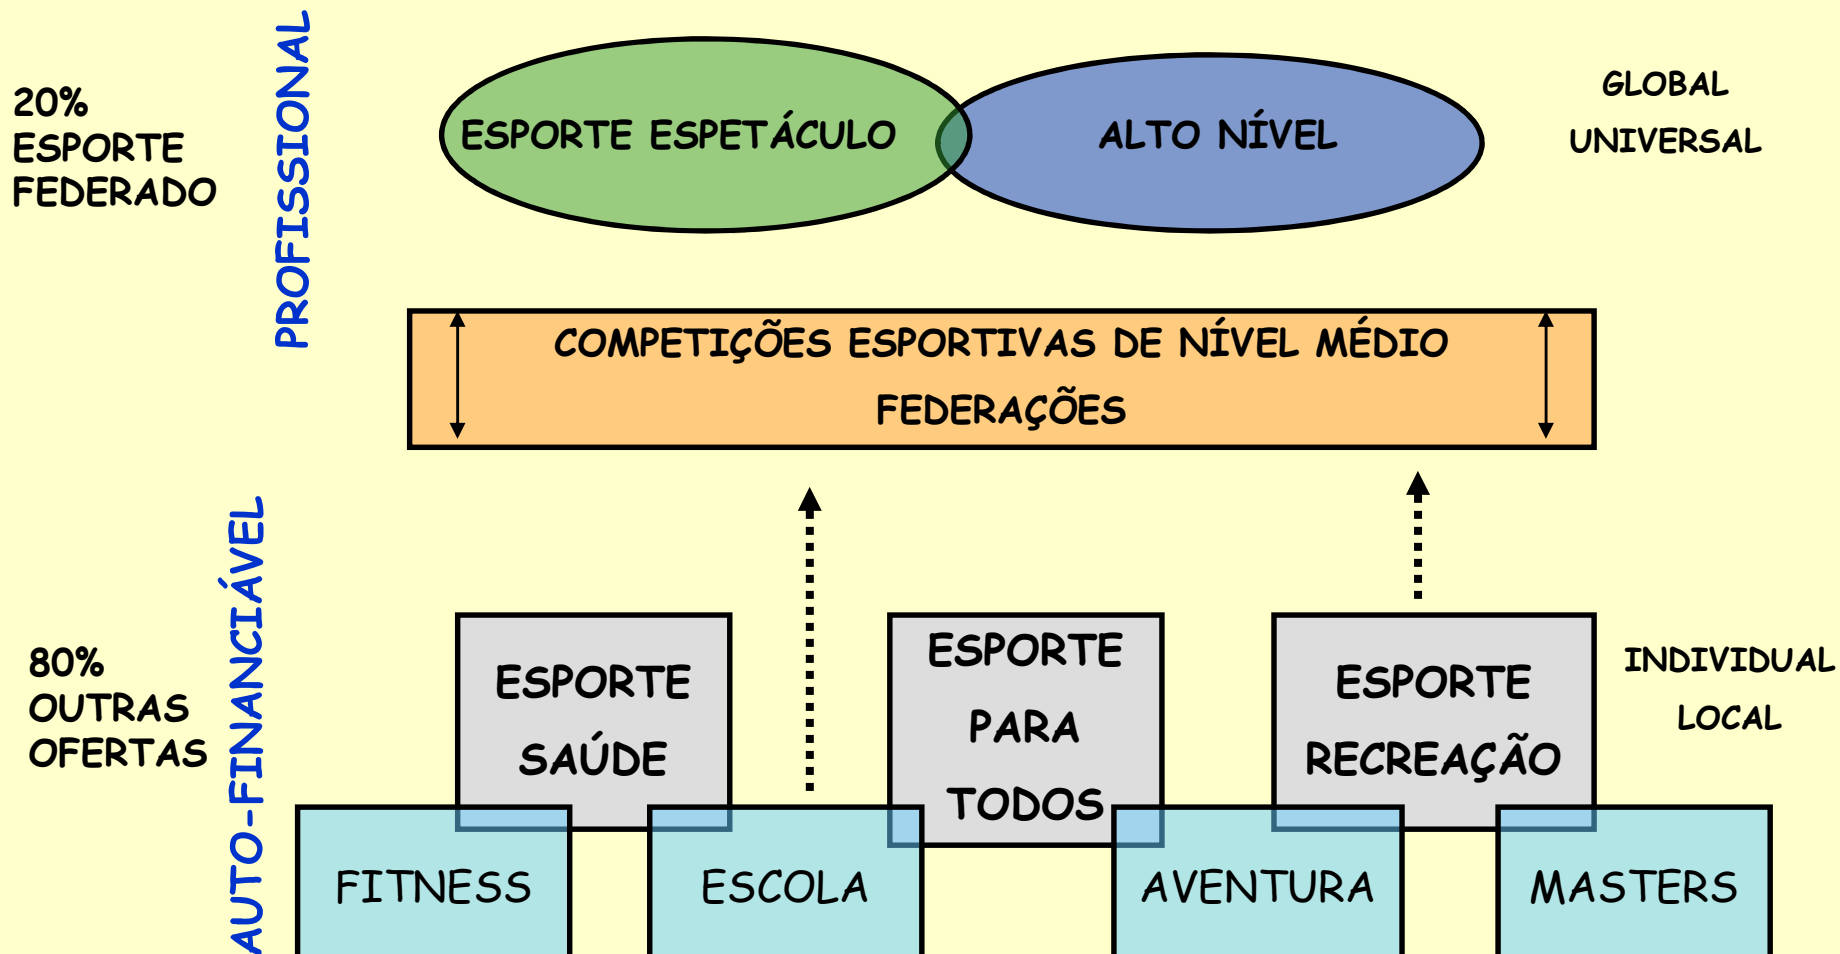 20%
ESPORTE
FEDERADO
PROFISSIONAL
ESPORTE ESPETÁCULO
ALTO NÍVEL
GLOBAL
UNIVERSAL
COMPETIÇÕES ESPORTIVAS DE NÍVEL MÉDIO
FEDERAÇÕES
80%
OUTRAS
OFERTAS
AUTO-FINANCIÁVEL
ESPORTE
SAÚDE
ESPORTE
PARA
TODOS
ESPORTE
RECREAÇÃO
INDIVIDUAL
LOCAL
FITNESS
ESCOLA
AVENTURA
MASTERS